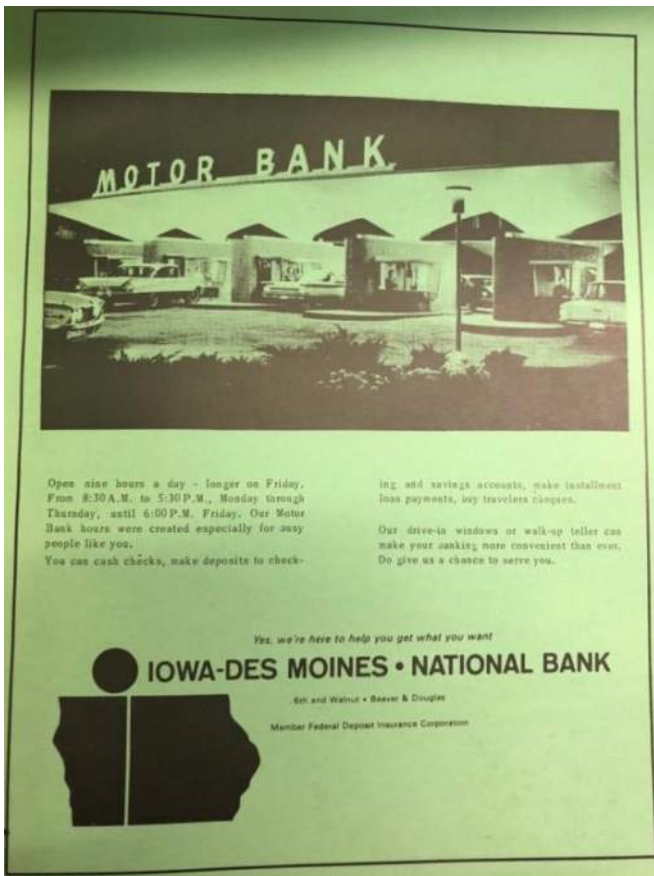 MOTOR BANK
Open nine hours a day - longer on Friday.
From 8:30 A.M. to 5:30 P.M., Monday through
Thursday, until 6:00 P.M. Friday. Our Motor
Bank hours were created especially for busy
people like you.
You can cash checks, make deposits to check-
ing and savings accounts, make installment
loan payments, buy travelers cheques.
Our drive-in windows or walk-up teller can
make your banking more convenient than ever.
Do give us a chance to serve you.
Yes, we're here to help you get what you want
IOWA-DES MOINES • NATIONAL BANK
6th and Walnut • Beaver & Douglas
Member Federal Deposit Insurance Corporation